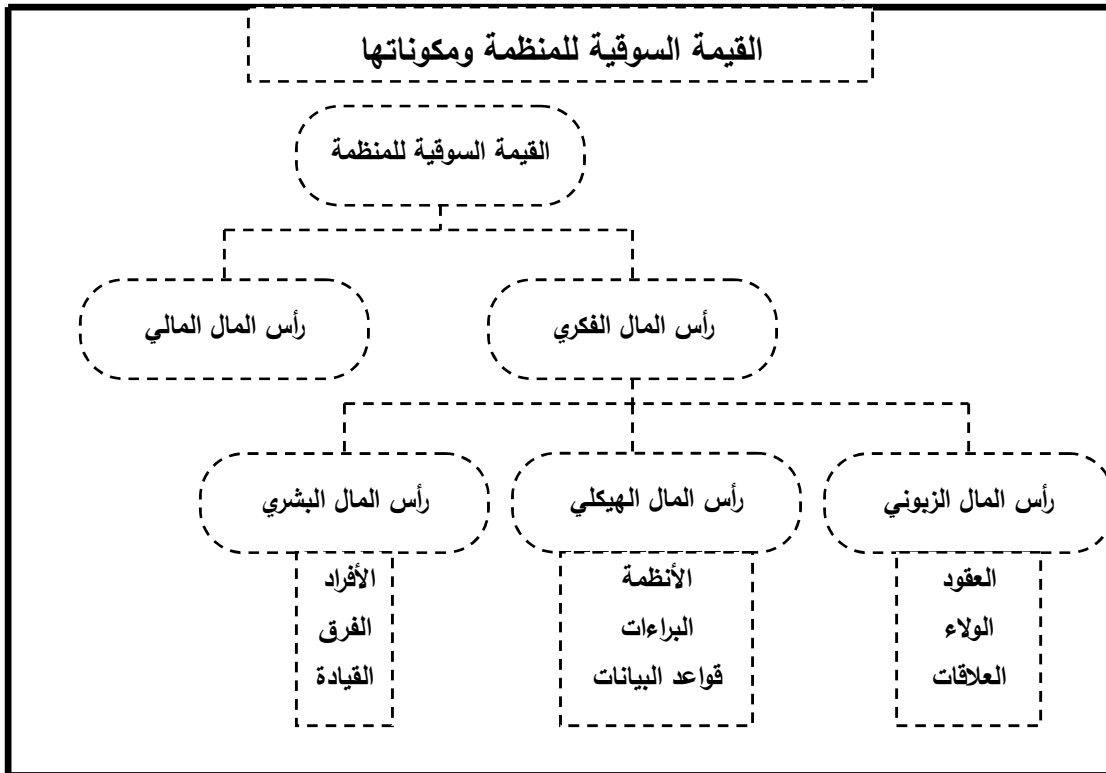 القيمة السوقية للمنظمة ومكوناتها
القيمة السوقية للمنظمة
رأس المال الفكري
رأس المال المالي
رأس المال الزبوني
رأس المال الهيكلي
رأس المال البشري
العقود
الولاء
العلاقات
الأنظمة
البراءات
قواعد البيانات
الأفراد
الفرق
القيادة